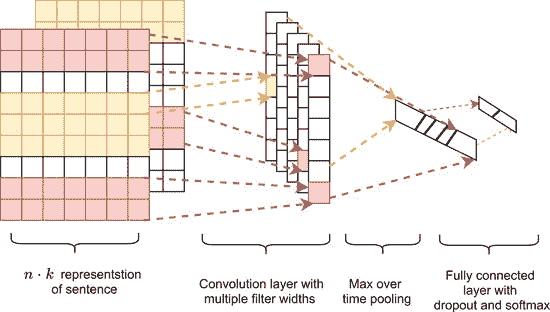 n · k representstion
of sentence
Convolution layer with
multiple filter widths
Max over
time pooling
Fully connected
layer with
dropout and softmax